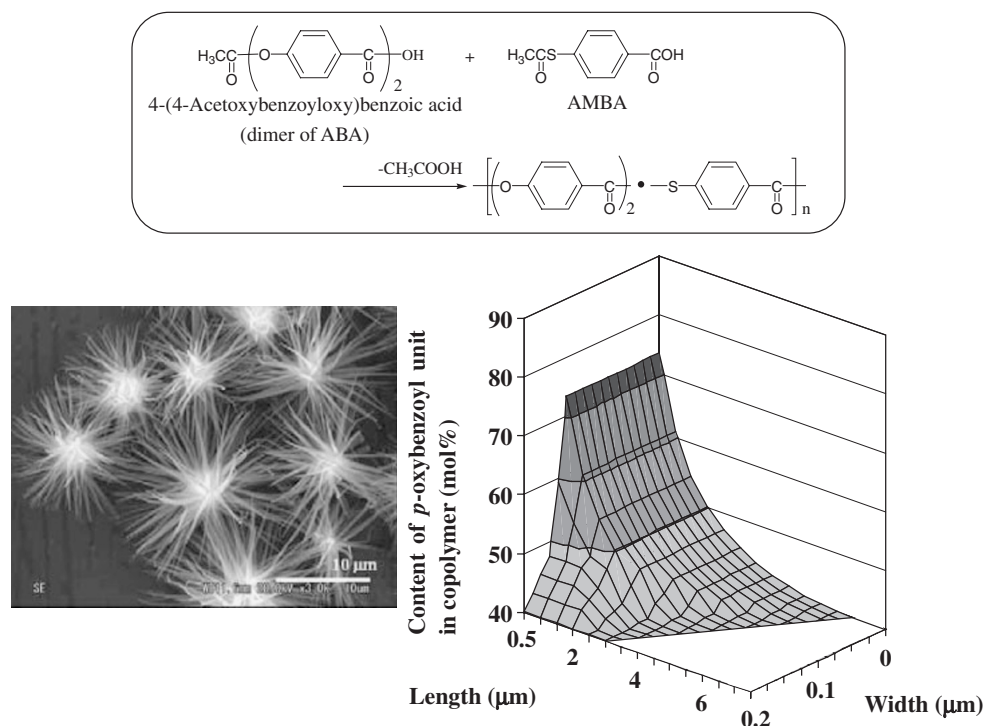 H₃CC O O C O 2 OH + CH₃CS O COH O
4-(4-Acetoxybenzoyloxy)benzoic acid
(dimer of ABA)
AMBA
-CH₃COOH
O C O 2 • S C O n
10 μm
SE
Content of p-oxybenzoyl unit
in copolymer (mol%)
90
80
70
60
50
40
0.5
2
4
6
Length (μm)
0.2
0.1
0
Width (μm)